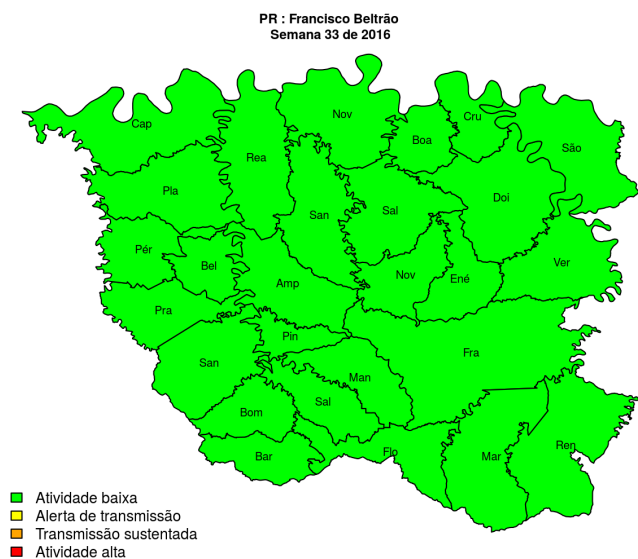 PR : Francisco Beltrão
Semana 33 de 2016
Cap
Nov
Cru
Boa
São
Rea
Pla
Doi
San
Sal
Pér
Bel
Ver
Nov
Ené
Amp
Pra
Pin
Fra
San
Man
Sal
Bom
Ren
Flo
Bar
Mar
Atividade baixa
Alerta de transmissão
Transmissão sustentada
Atividade alta